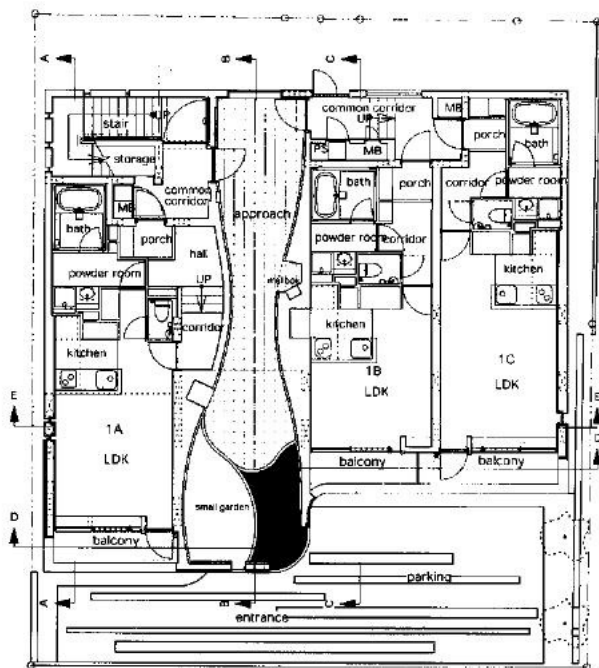 A
B
C
stair
UP
storage
common corridor
UP
PS
MB
MB
porch
bath
bath
porch
corridor
powder room
common
corridor
approach
MB
bath
porch
hall
UP
powder room
corridor
powder room
corridor
mailbox
kitchen
kitchen
kitchen
1A
LDK
1B
LDK
1C
LDK
E
E
D
D
balcony
balcony
balcony
small garden
parking
entrance
A
B
C